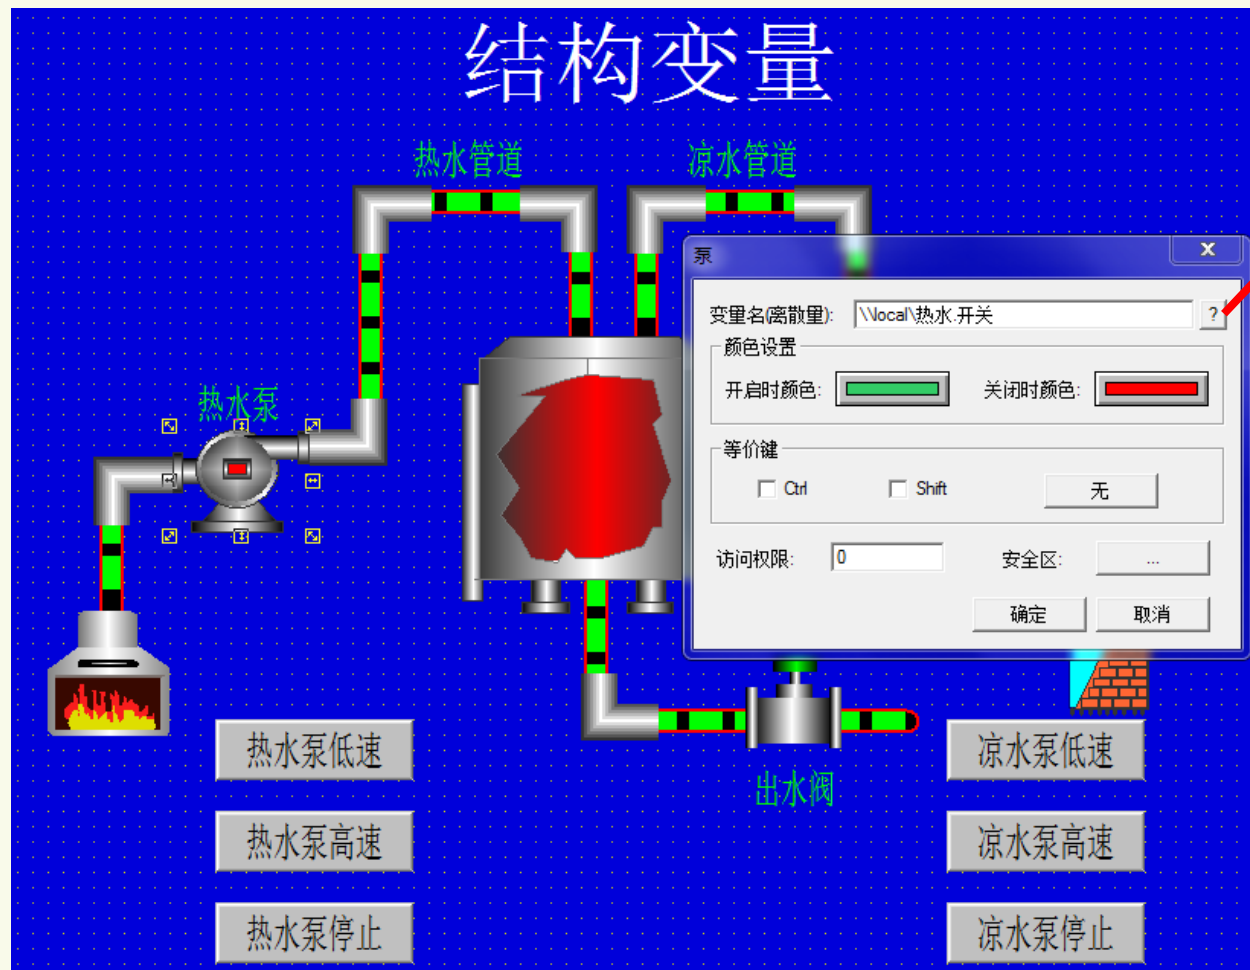 结构变量
热水管道
凉水管道
泵
X
变量名(离散量): \\local\热水.开关 ?
颜色设置
开启时颜色: 关闭时颜色:
热水泵
等价键
Ctrl Shift 无
访问权限: 0 安全区: ...
确定 取消
热水泵低速
凉水泵低速
出水阀
热水泵高速
凉水泵高速
热水泵停止
凉水泵停止